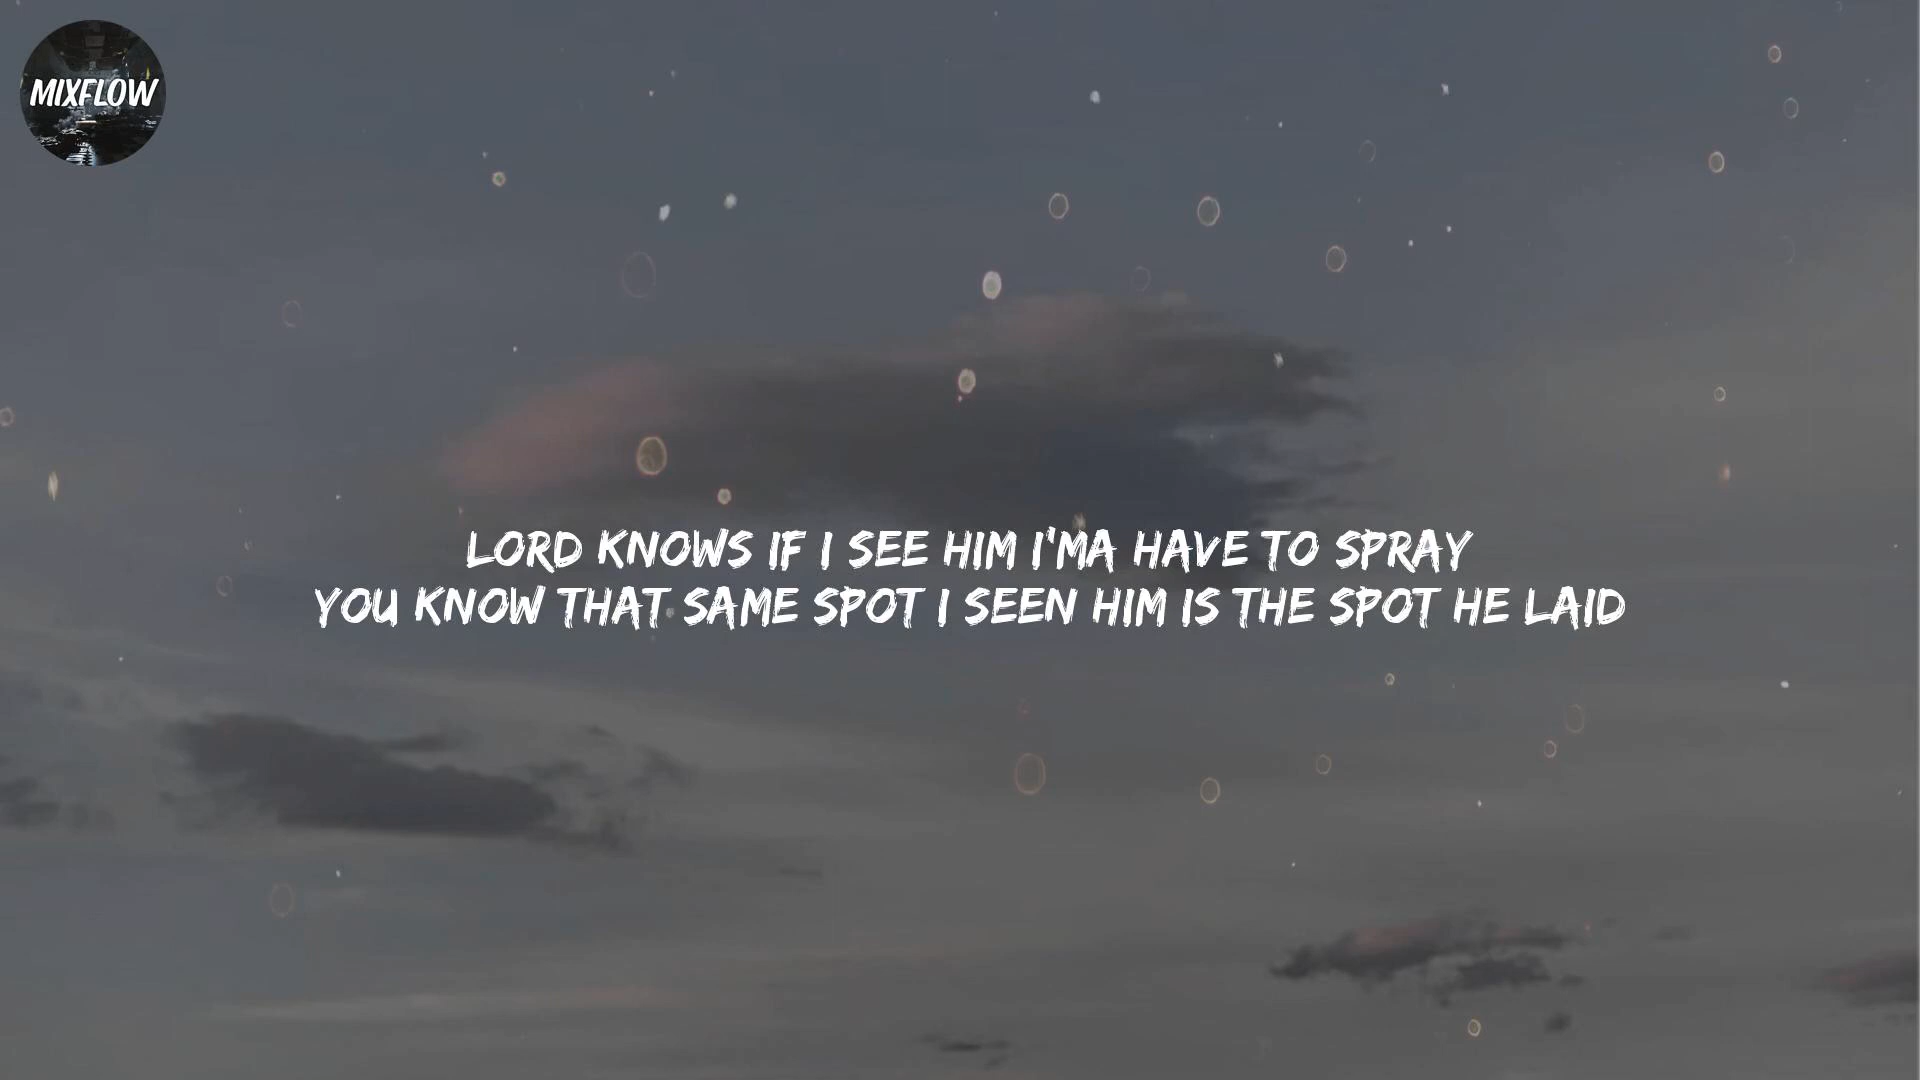 MIXFLOW
LORD KNOWS IF I SEE HIM I'MA HAVE TO SPRAY
YOU KNOW THAT SAME SPOT I SEEN HIM IS THE SPOT HE LAID